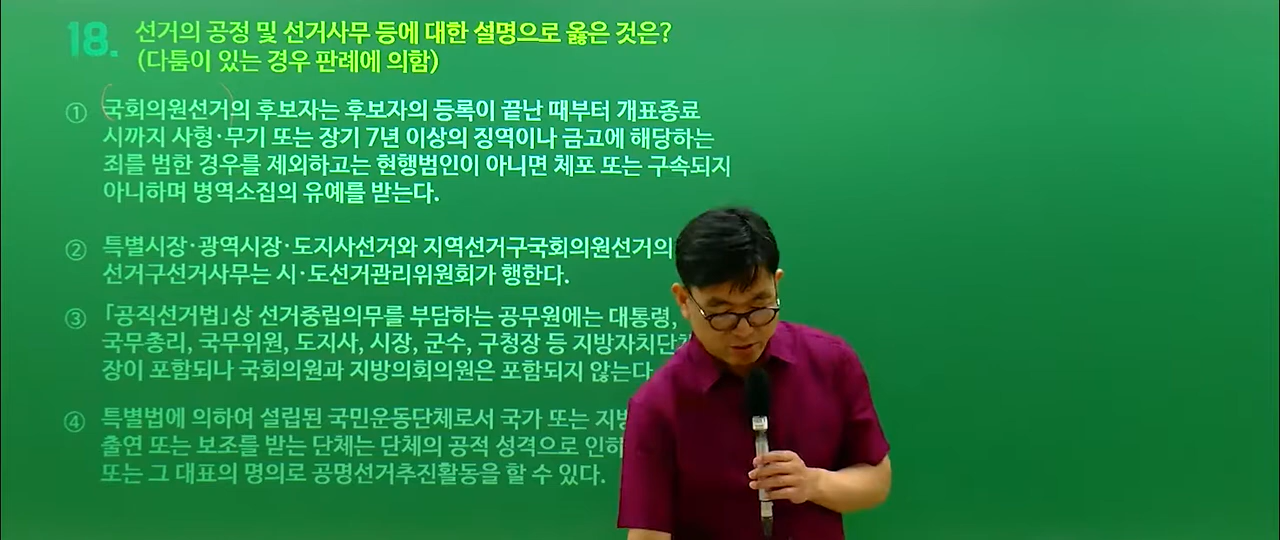 18. 선거의 공정 및 선거사무 등에 대한 설명으로 옳은 것은?
(다툼이 있는 경우 판례에 의함)
① 국회의원선거의 후보자는 후보자의 등록이 끝난 때부터 개표종료
시까지 사형·무기 또는 장기 7년 이상의 징역이나 금고에 해당하는
죄를 범한 경우를 제외하고는 현행범인이 아니면 체포 또는 구속되지
아니하며 병역소집의 유예를 받는다.
② 특별시장·광역시장·도지사선거와 지역선거구국회의원선거의
선거구선거사무는 시·도선거관리위원회가 행한다.
③ 「공직선거법」상 선거중립의무를 부담하는 공무원에는 대통령,
국무총리, 국무위원, 도지사, 시장, 군수, 구청장 등 지방자치단
장이 포함되나 국회의원과 지방의회의원은 포함되지 않는다
④ 특별법에 의하여 설립된 국민운동단체로서 국가 또는
출연 또는 보조를 받는 단체는 단체의 공적 성격으로
또는 그 대표의 명의로 공명선거추진활동을 할 수 있다.